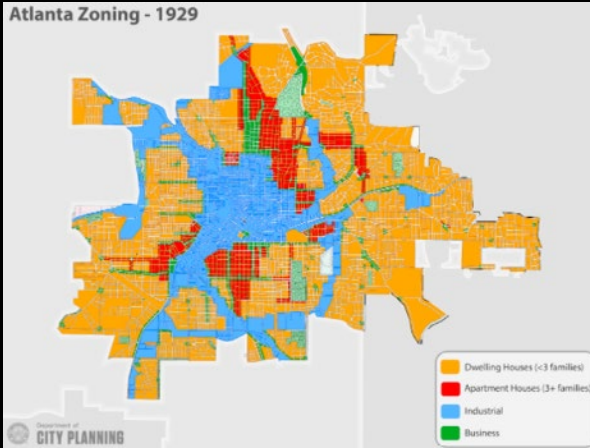 Atlanta Zoning - 1929
Dwelling Houses (<3 families)
Apartment Houses (3+ families)
Industrial
Business
Department of
CITY PLANNING